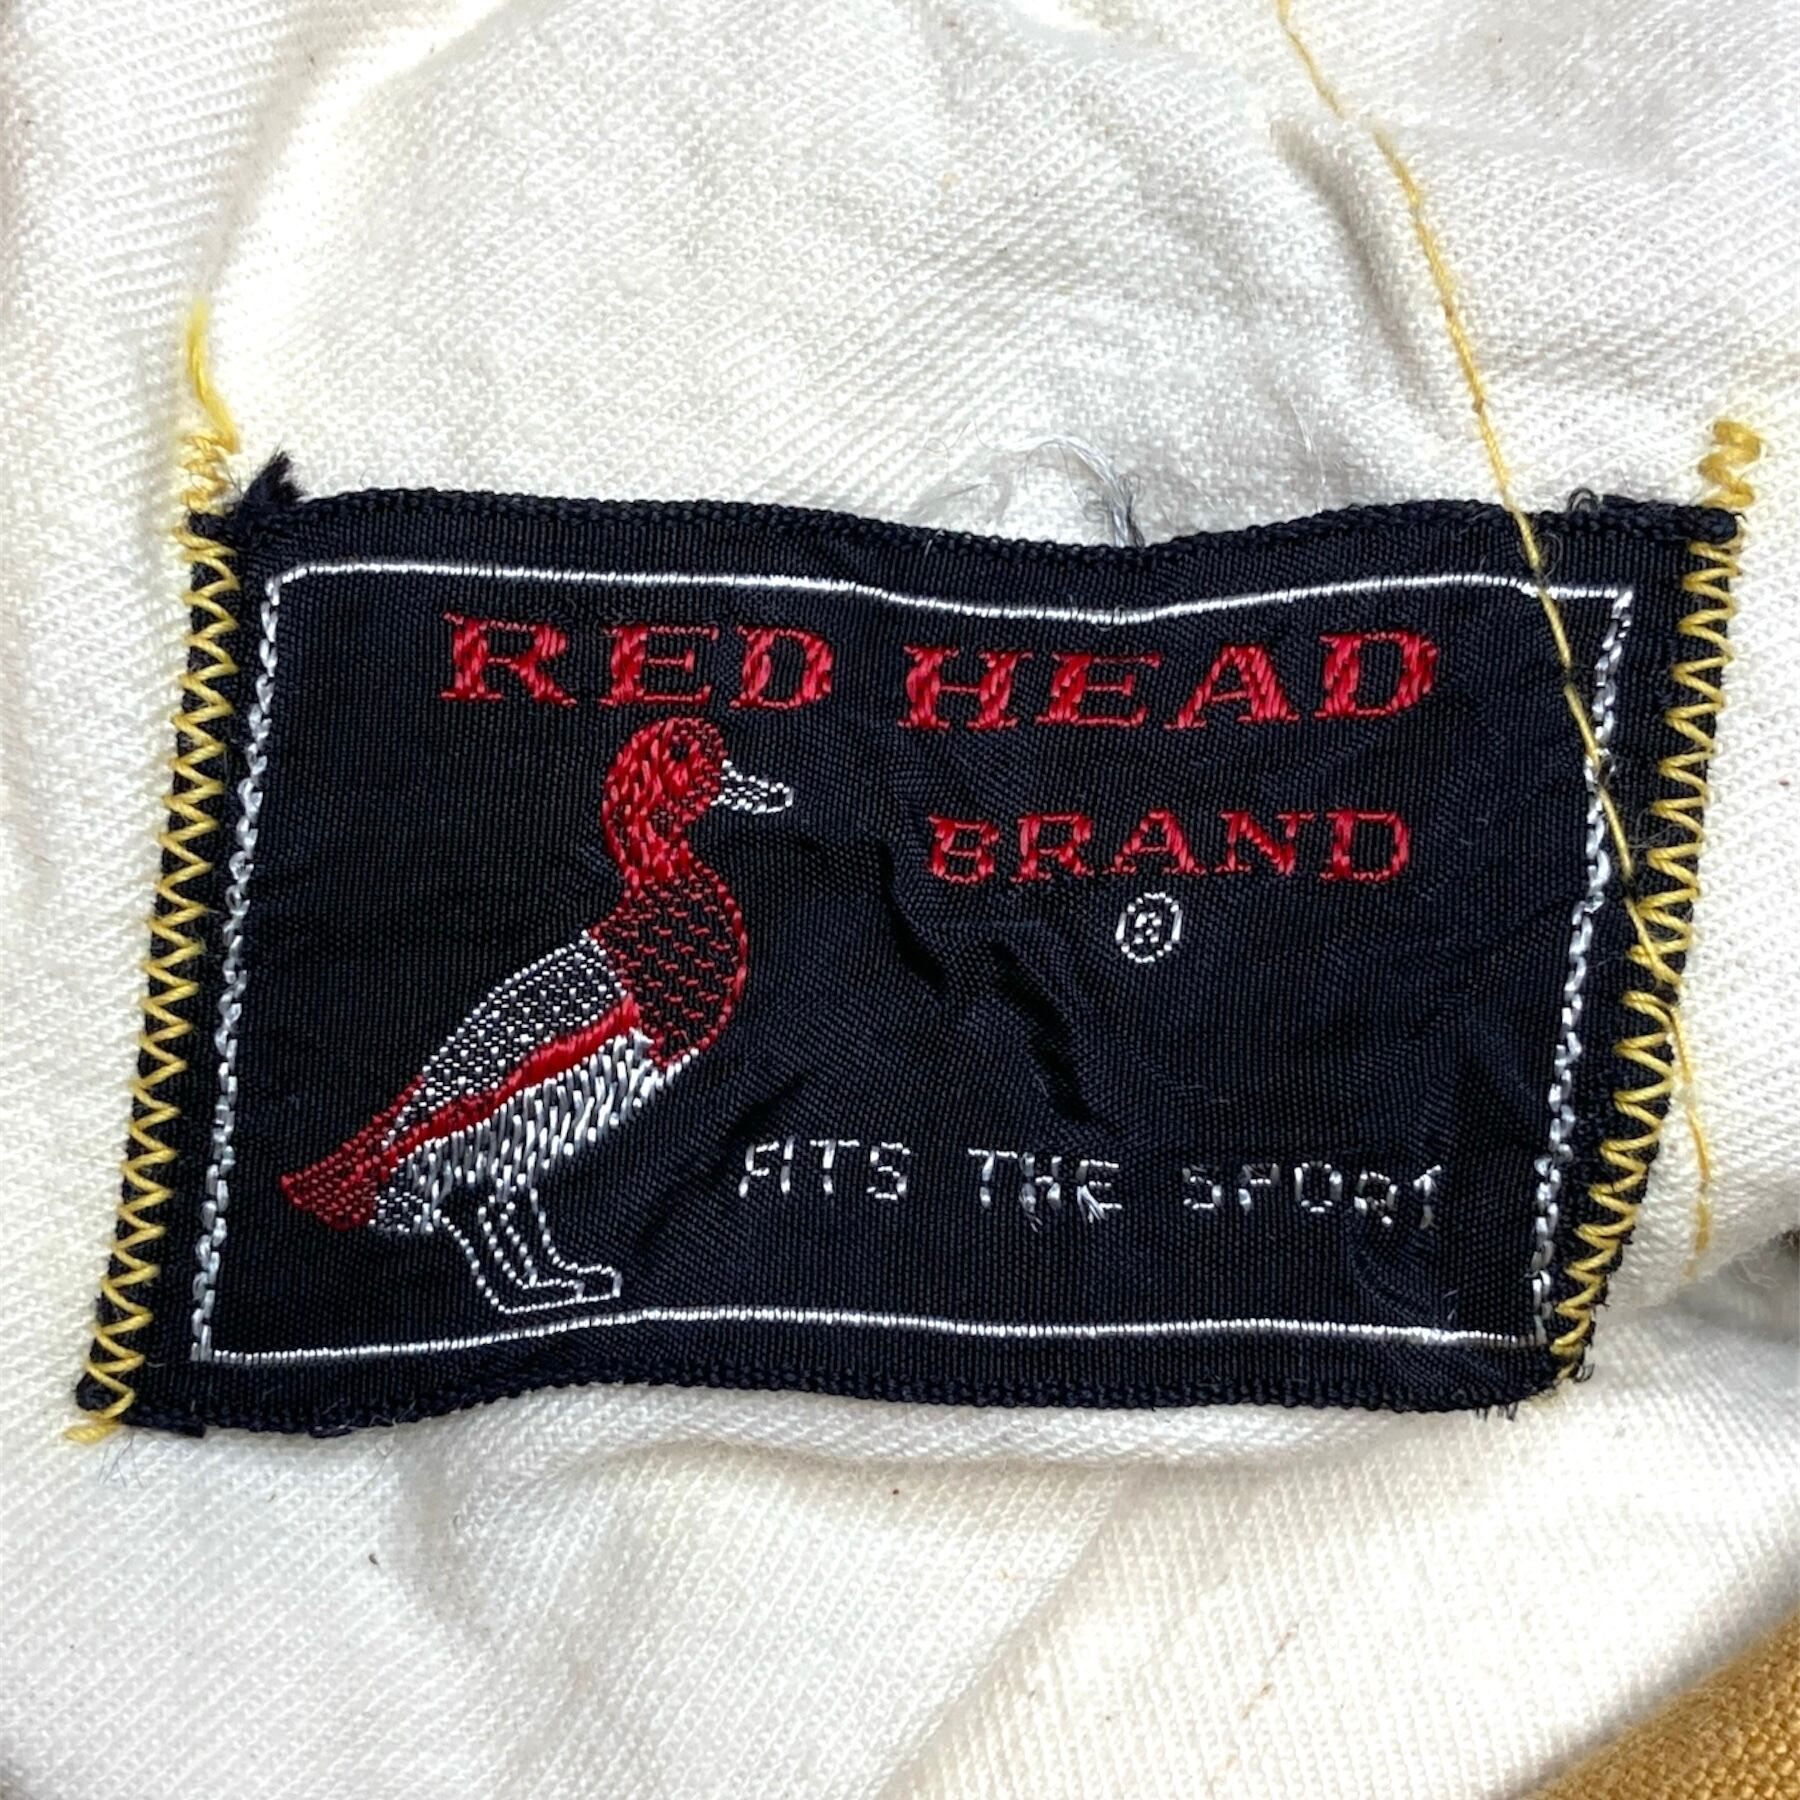 RED HEAD
BRAND
®
FITS THE SPORT